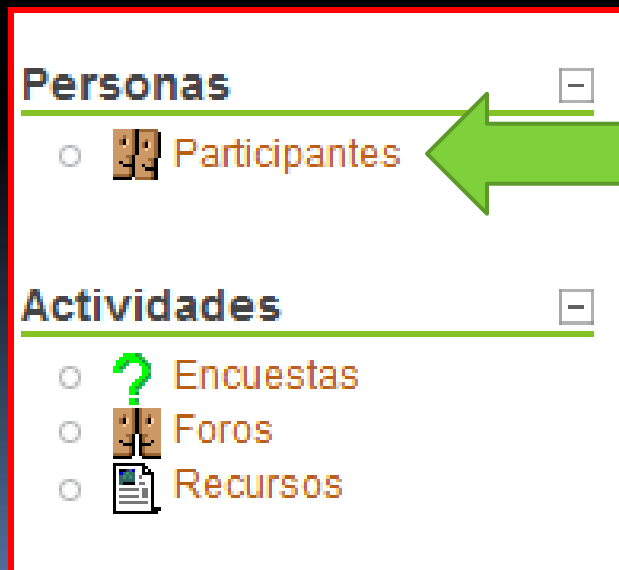 Personas
Participantes
Actividades
Encuestas
Foros
Recursos